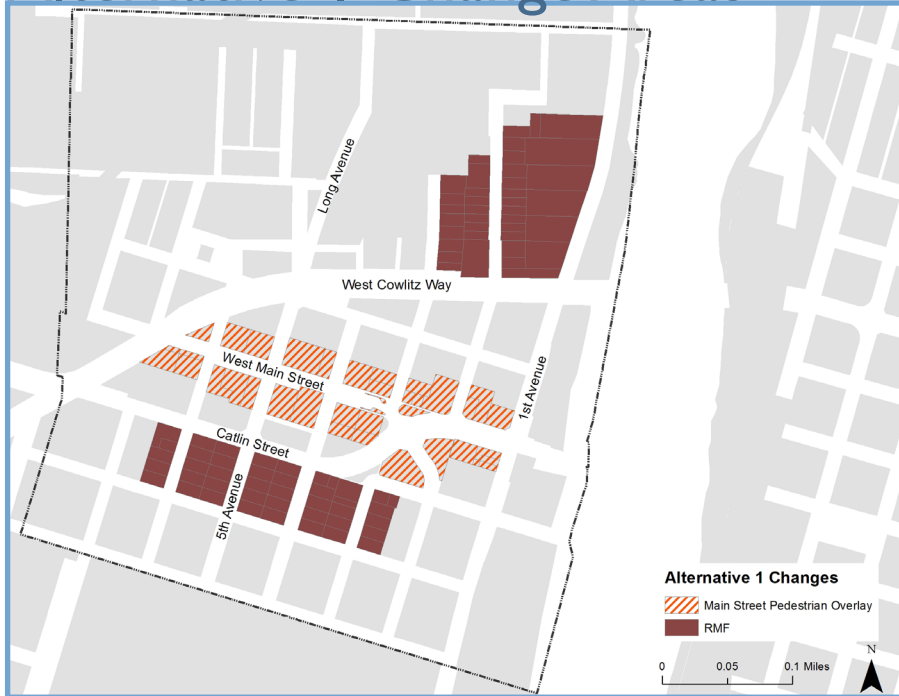 Long Avenue
West Cowlitz Way
West Main Street
1st Avenue
Catlin Street
5th Avenue
Alternative 1 Changes
Main Street Pedestrian Overlay
RMF
N
0 0.05 0.1 Miles